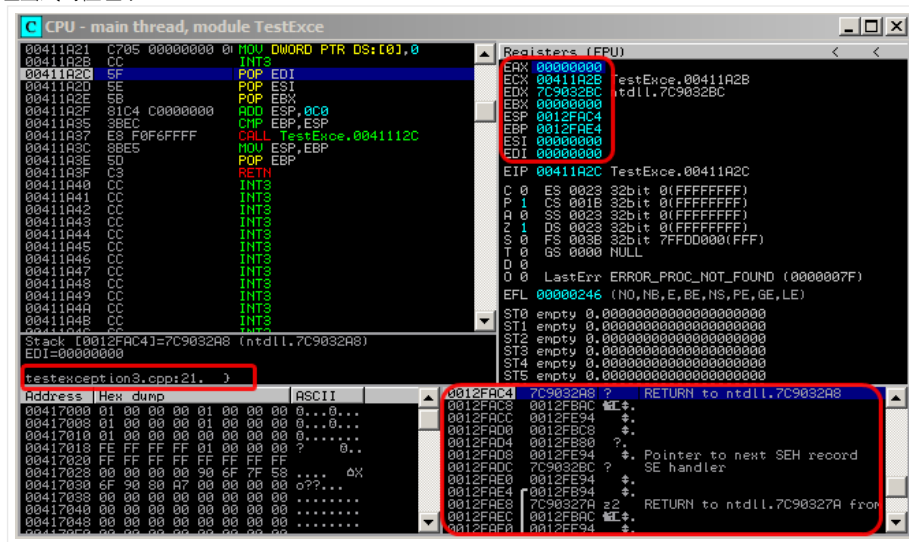 CPU - main thread, module TestExce
00411A21 C705 00000000 0( MOV DWORD PTR DS:[0],0
00411A2B CC INT3
00411A2C 5F POP EDI
00411A2D 5E POP ESI
00411A2E 5B POP EBX
00411A2F 81C4 C0000000 ADD ESP,0C0
00411A35 3BEC CMP EBP,ESP
00411A37 E8 F0F6FFFF CALL TestExce.0041112C
00411A3C 8BE5 MOV ESP,EBP
00411A3E 5D POP EBP
00411A3F C3 RETN
00411A40 CC INT3
00411A41 CC INT3
00411A42 CC INT3
00411A43 CC INT3
00411A44 CC INT3
00411A45 CC INT3
00411A46 CC INT3
00411A47 CC INT3
00411A48 CC INT3
00411A49 CC INT3
00411A4A CC INT3
00411A4B CC INT3
Stack [0012FAC4]=7C9032A8 (ntdll.7C9032A8)
EDI=00000000
testexception3.cpp:21. }
Registers (FPU) < <
EAX 00000000
ECX 00411A2B TestExce.00411A2B
EDX 7C9032BC ntdll.7C9032BC
EBX 00000000
ESP 0012FAC4
EBP 0012FAE4
ESI 00000000
EDI 00000000
EIP 00411A2C TestExce.00411A2C
C 0 ES 0023 32bit 0(FFFFFFFF)
P 1 CS 001B 32bit 0(FFFFFFFF)
A 0 SS 0023 32bit 0(FFFFFFFF)
Z 1 DS 0023 32bit 0(FFFFFFFF)
S 0 FS 003B 32bit 7FFDD000(FFF)
T 0 GS 0000 NULL
D 0
O 0 LastErr ERROR_PROC_NOT_FOUND (0000007F)
EFL 00000246 (NO,NB,E,BE,NS,PE,GE,LE)
ST0 empty 0.0000000000000000000
ST1 empty 0.0000000000000000000
ST2 empty 0.0000000000000000000
ST3 empty 0.0000000000000000000
ST4 empty 0.0000000000000000000
ST5 empty 0.0000000000000000000
Address Hex dump ASCII
00417000 01 00 00 00 01 00 00 00 0...0...
00417008 01 00 00 00 01 00 00 00 0...0...
00417010 01 00 00 00 00 00 00 00 0.......
00417018 FE FF FF FF 01 00 00 00 ? 0..
00417020 FF FF FF FF FF FF FF FF
00417028 00 00 00 00 90 6F 7F 58 ....
00417030 6F 90 80 A7 00 00 00 00 o??...
00417038 00 00 00 00 00 00 00 00 ........
00417040 00 00 00 00 00 00 00 00 ........
00417048 00 00 00 00 00 00 00 00 ........
0012FAC4 7C9032A8 ? RETURN to ntdll.7C9032A8
0012FAC8 0012FBAC
0012FACC 0012FE94
0012FAD0 0012FBC8
0012FAD4 0012FB80 ?.
0012FAD8 0012FE94 Pointer to next SEH record
0012FADC 7C9032BC ? SE handler
0012FAE0 0012FE94
0012FAE4 0012FB94
0012FAE8 7C90327A z2 RETURN to ntdll.7C90327A from
0012FAEC 0012FBAC
0012FAF0 0012FE94